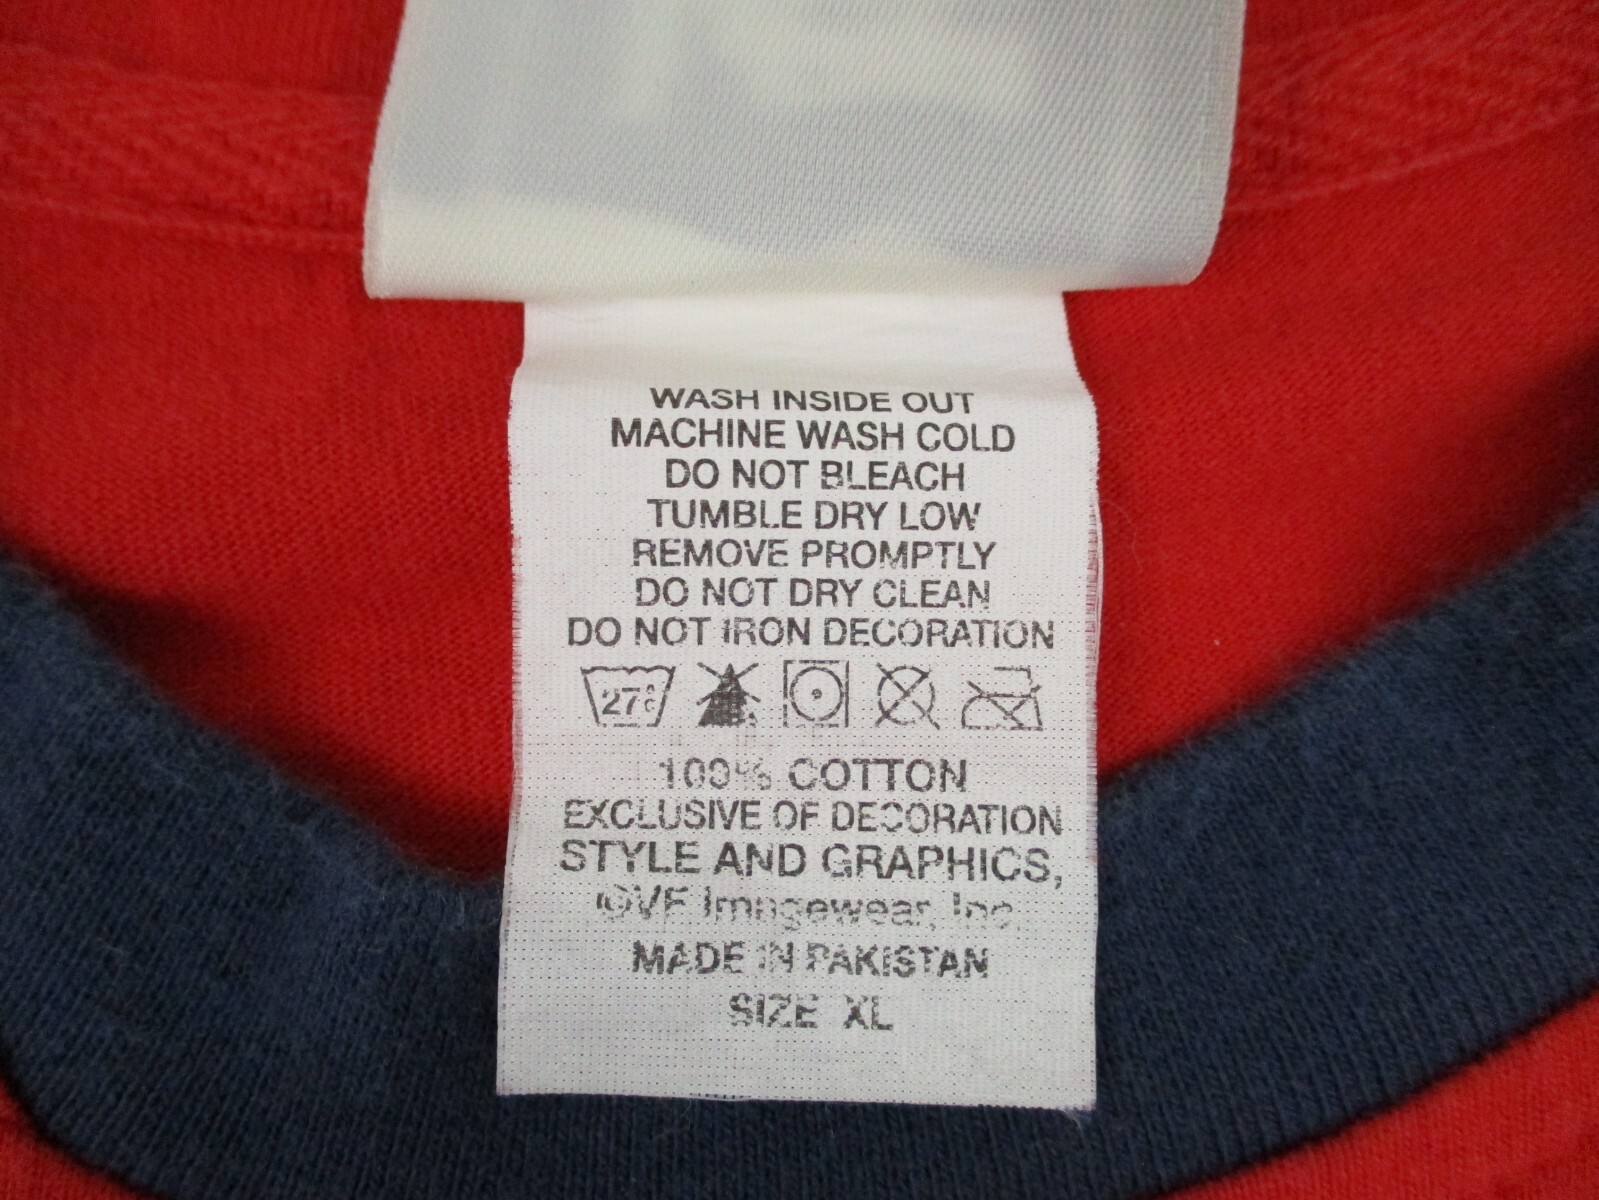 WASH INSIDE OUT
MACHINE WASH COLD
DO NOT BLEACH
TUMBLE DRY LOW
REMOVE PROMPTLY
DO NOT DRY CLEAN
DO NOT IRON DECORATION
27°C
100% COTTON
EXCLUSIVE OF DECORATION
STYLE AND GRAPHICS,
©VF Imagewear, Inc.
MADE IN PAKISTAN
SIZE XL